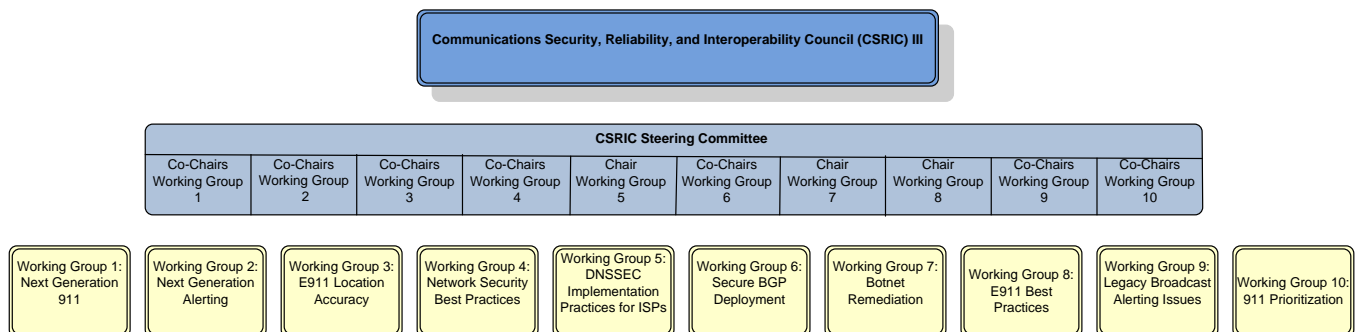 Communications Security, Reliability, and Interoperability Council (CSRIC) III
CSRIC Steering Committee
Co-Chairs
Working Group
1
Co-Chairs
Working Group
2
Co-Chairs
Working Group
3
Co-Chairs
Working Group
4
Chair
Working Group
5
Co-Chairs
Working Group
6
Chair
Working Group
7
Chair
Working Group
8
Co-Chairs
Working Group
9
Co-Chairs
Working Group
10
Working Group 1:
Next Generation
911
Working Group 2:
Next Generation
Alerting
Working Group 3:
E911 Location
Accuracy
Working Group 4:
Network Security
Best Practices
Working Group 5:
DNSSEC
Implementation
Practices for ISPs
Working Group 6:
Secure BGP
Deployment
Working Group 7:
Botnet
Remediation
Working Group 8:
E911 Best
Practices
Working Group 9:
Legacy Broadcast
Alerting Issues
Working Group 10:
911 Prioritization